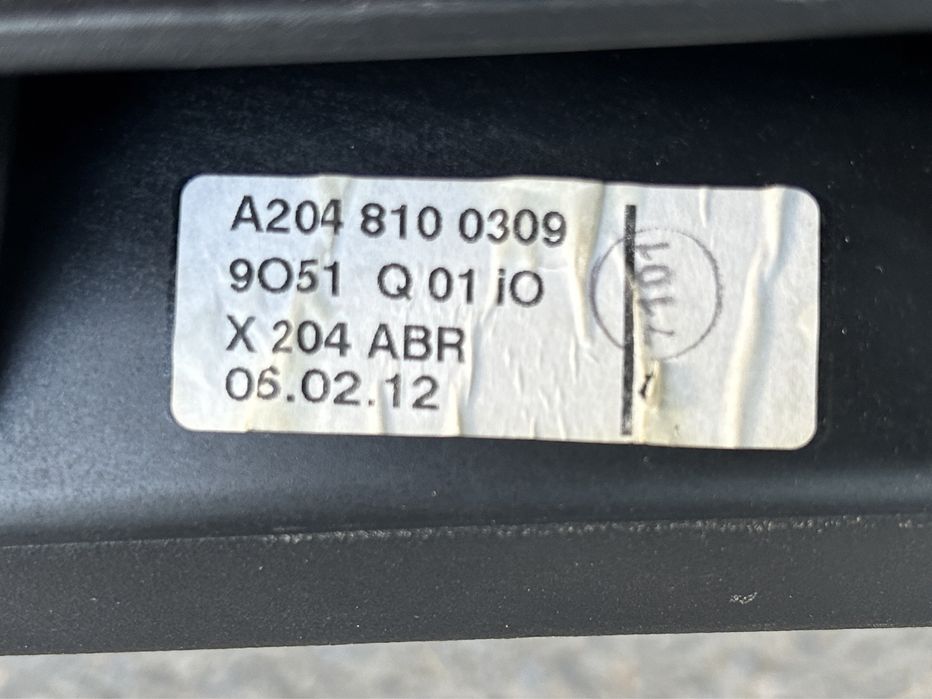 A204 810 0309
9O51 Q 01 iO
X 204 ABR
06.02.12